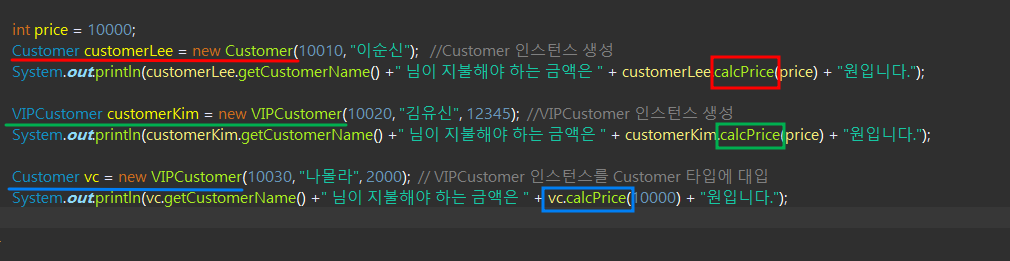 int price = 10000;
Customer customerLee = new Customer(10010, "이순신");  //Customer 인스턴스 생성
System.out.println(customerLee.getCustomerName() +" 님이 지불해야 하는 금액은 " + customerLee.calcPrice(price) + "원입니다.");
VIPCustomer customerKim = new VIPCustomer(10020, "김유신", 12345);  //VIPCustomer 인스턴스 생성
System.out.println(customerKim.getCustomerName() +" 님이 지불해야 하는 금액은 " + customerKim.calcPrice(price) + "원입니다.");
Customer vc = new VIPCustomer(10030, "나몰라", 2000);  // VIPCustomer 인스턴스를 Customer 타입에 대입
System.out.println(vc.getCustomerName() +" 님이 지불해야 하는 금액은 " + vc.calcPrice(10000) + "원입니다.");